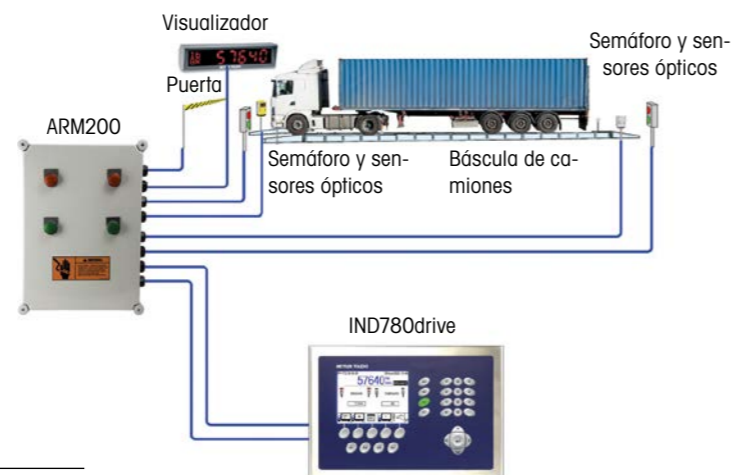 Visualizador
57640
Puerta
Semáforo y sen-
sores ópticos
ARM200
Semáforo y sen-
sores ópticos
Báscula de ca-
miones
IND780drive
METTLER TOLEDO
57640